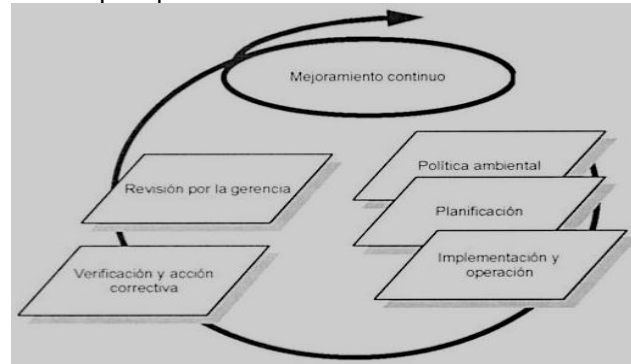 Mejoramiento continuo
Política ambiental
Planificación
Implementación y
operación
Verificación y acción
correctiva
Revisión por la gerencia